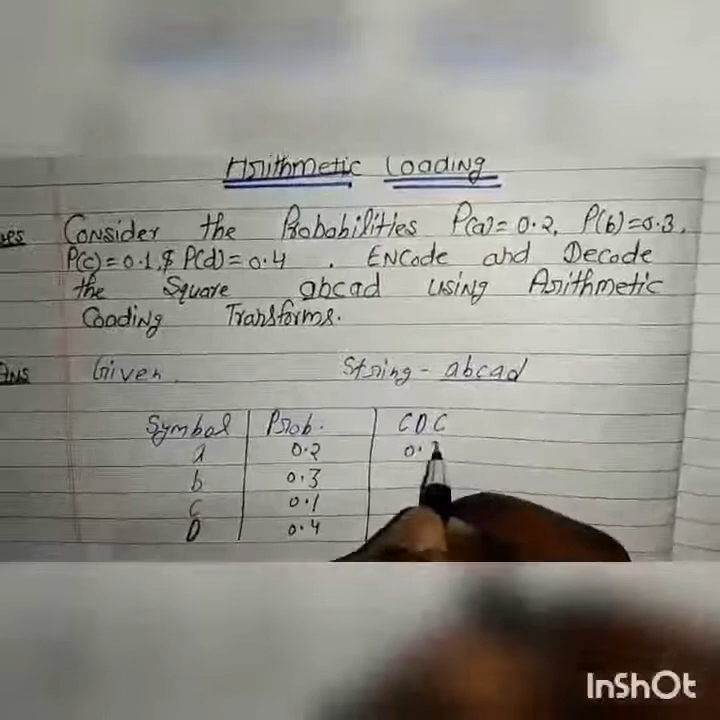 Arithmetic Coading
Ques Consider the Probabilities P(a)=0.2, P(b)=0.3,
P(c)=0.1, & P(d)=0.4 . ENcode and Decode
the Square abcad using Arithmetic
Coading Transforms.
Ans Given String - abcad
Symbol Prob. CDC
a 0.2 0.
b 0.3
c 0.1
D 0.4
InShOt